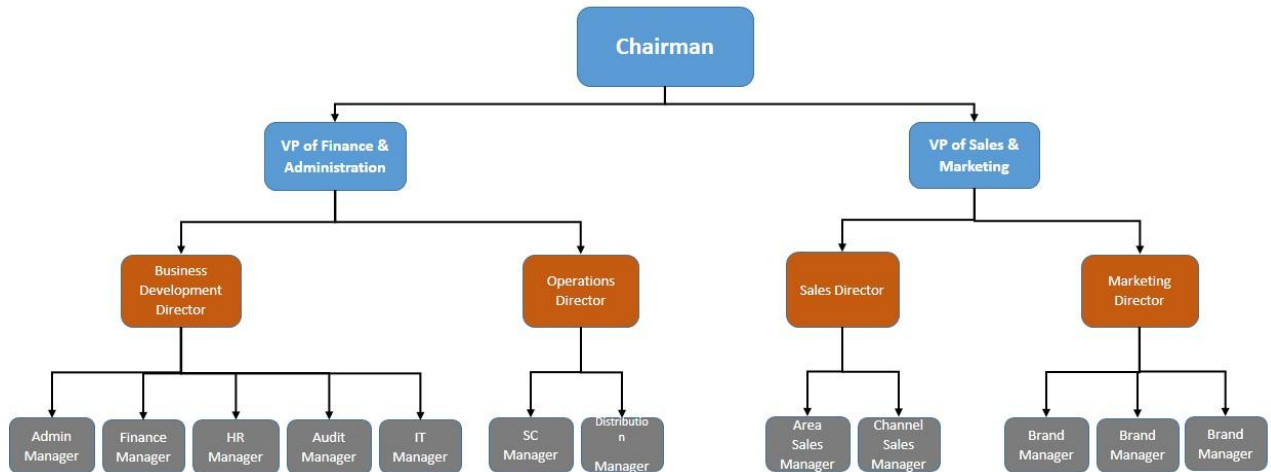 Chairman
VP of Finance &
Administration
VP of Sales &
Marketing
Business
Development
Director
Operations
Director
Sales Director
Marketing
Director
Admin
Manager
Finance
Manager
HR
Manager
Audit
Manager
IT
Manager
SC
Manager
Distributio
n
Manager
Area
Sales
Manager
Channel
Sales
Manager
Brand
Manager
Brand
Manager
Brand
Manager